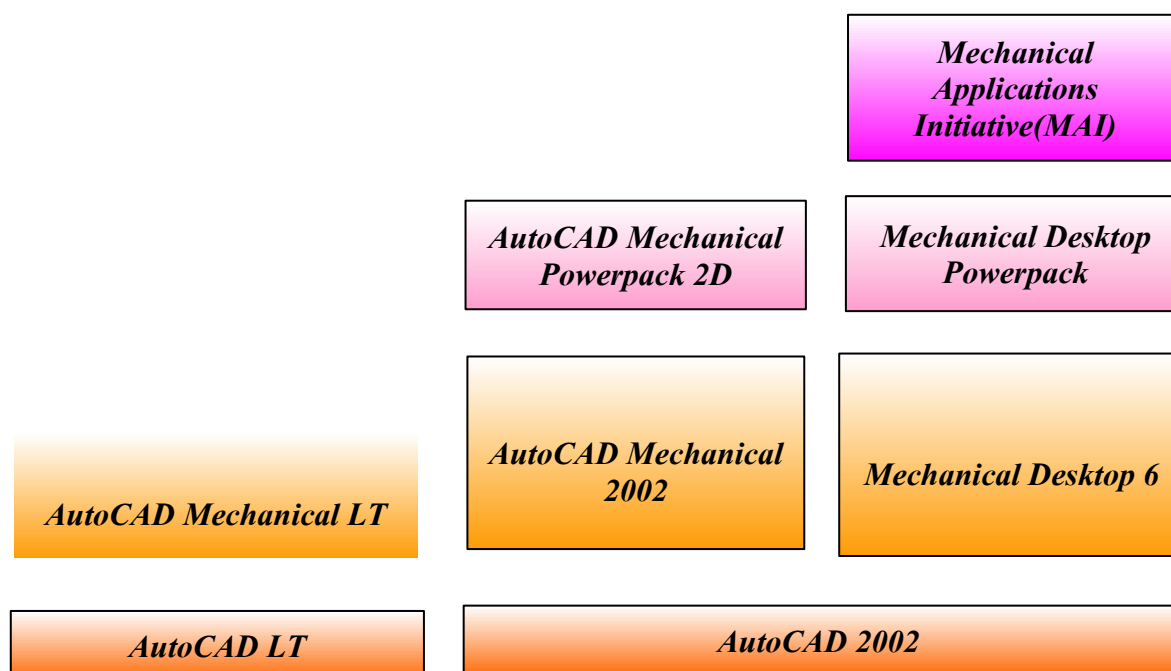 Mechanical
Applications
Initiative(MAI)
AutoCAD Mechanical
Powerpack 2D
Mechanical Desktop
Powerpack
AutoCAD Mechanical
2002
Mechanical Desktop 6
AutoCAD Mechanical LT
AutoCAD LT
AutoCAD 2002